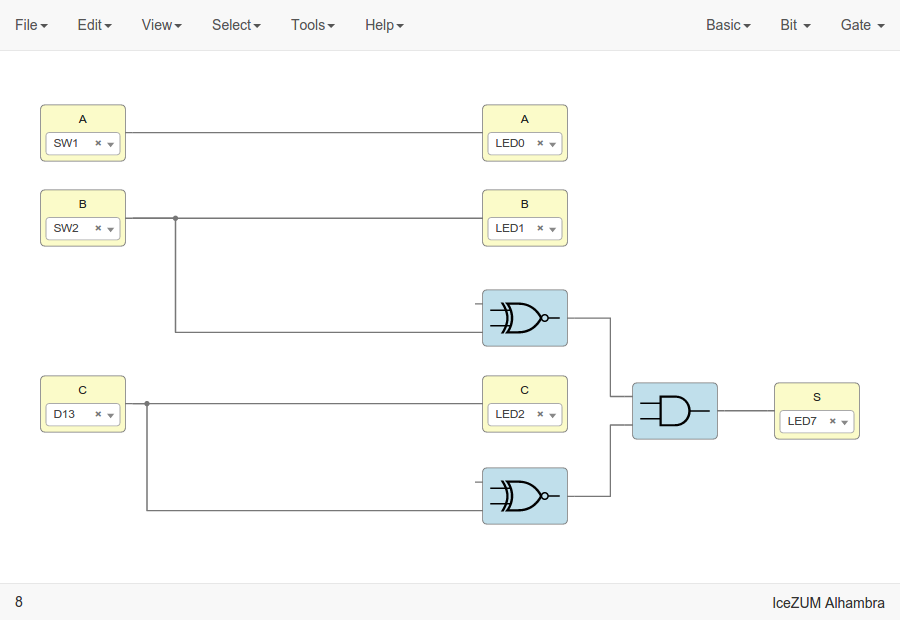 File Edit View Select Tools Help Basic Bit Gate
A
SW1
A
LED0
B
SW2
B
LED1
C
D13
C
LED2
S
LED7
8
IceZUM Alhambra